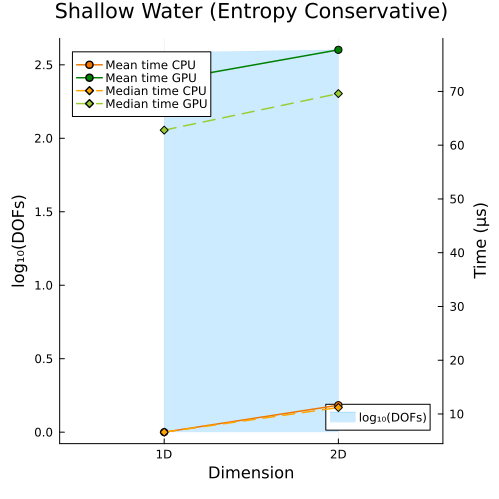 Shallow Water (Entropy Conservative)
Mean time CPU
Mean time GPU
Median time CPU
Median time GPU
log₁₀(DOFs)
2.5
2.0
1.5
1.0
0.5
0.0
70
60
50
40
30
20
10
Time (μs)
log₁₀(DOFs)
1D
2D
Dimension